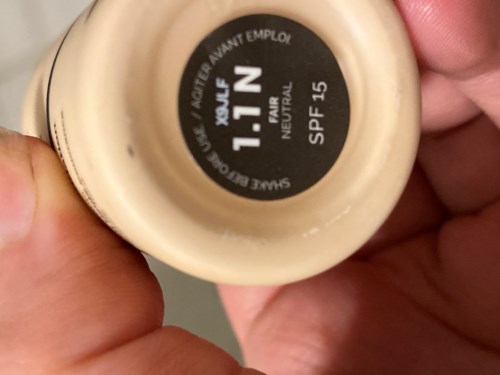 SHAKE BEFORE USE. / AGITER AVANT EMPLOI
1.1 N
FAIR
NEUTRAL
SPF 15